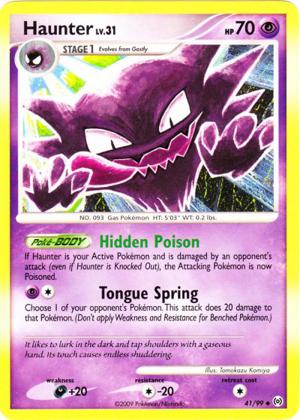 Haunter LV.31 HP 70
STAGE 1 Evolves from Gastly
NO. 093 Gas Pokémon HT: 5'03" WT: 0.2 lbs.
Poké-BODY Hidden Poison
If Haunter is your Active Pokémon and is damaged by an opponent's
attack (even if Haunter is Knocked Out), the Attacking Pokémon is now
Poisoned.
Tongue Spring
Choose 1 of your opponent's Pokémon. This attack does 20 damage to
that Pokémon. (Don't apply Weakness and Resistance for Benched Pokémon.)
It likes to lurk in the dark and tap shoulders with a gaseous
hand. Its touch causes endless shuddering.
Illus. Tomokazu Komiya
weakness resistance retreat cost
+20 -20
©2009 Pokémon/Nintendo 41/99